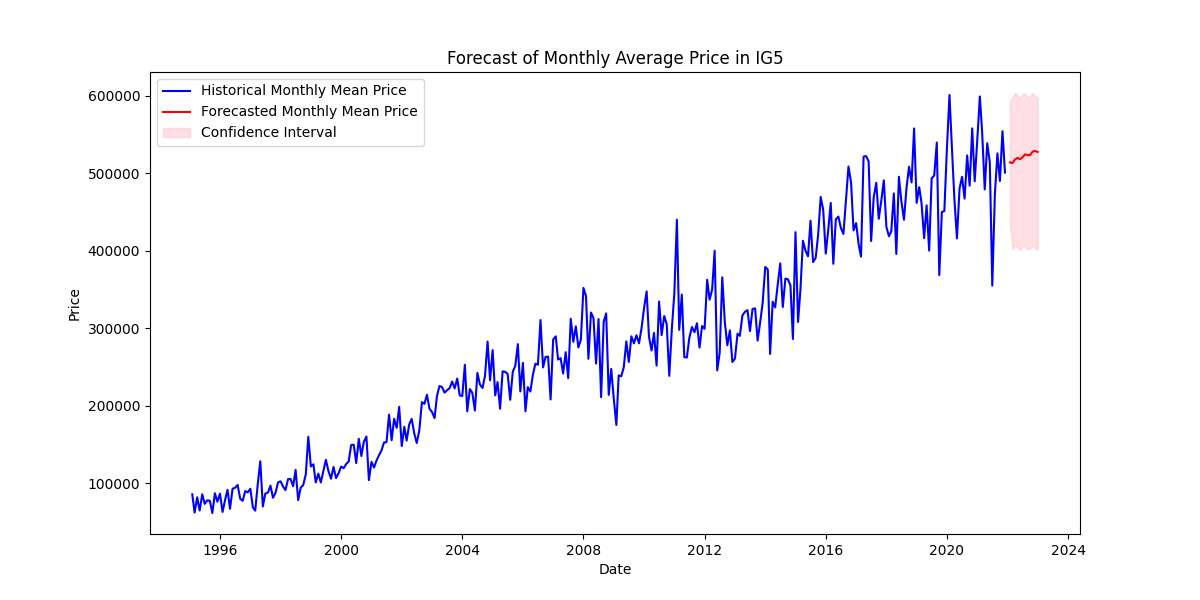 Forecast of Monthly Average Price in IG5
Historical Monthly Mean Price
Forecasted Monthly Mean Price
Confidence Interval
600000
500000
400000
300000
200000
100000
Price
1996
2000
2004
2008
2012
2016
2020
2024
Date